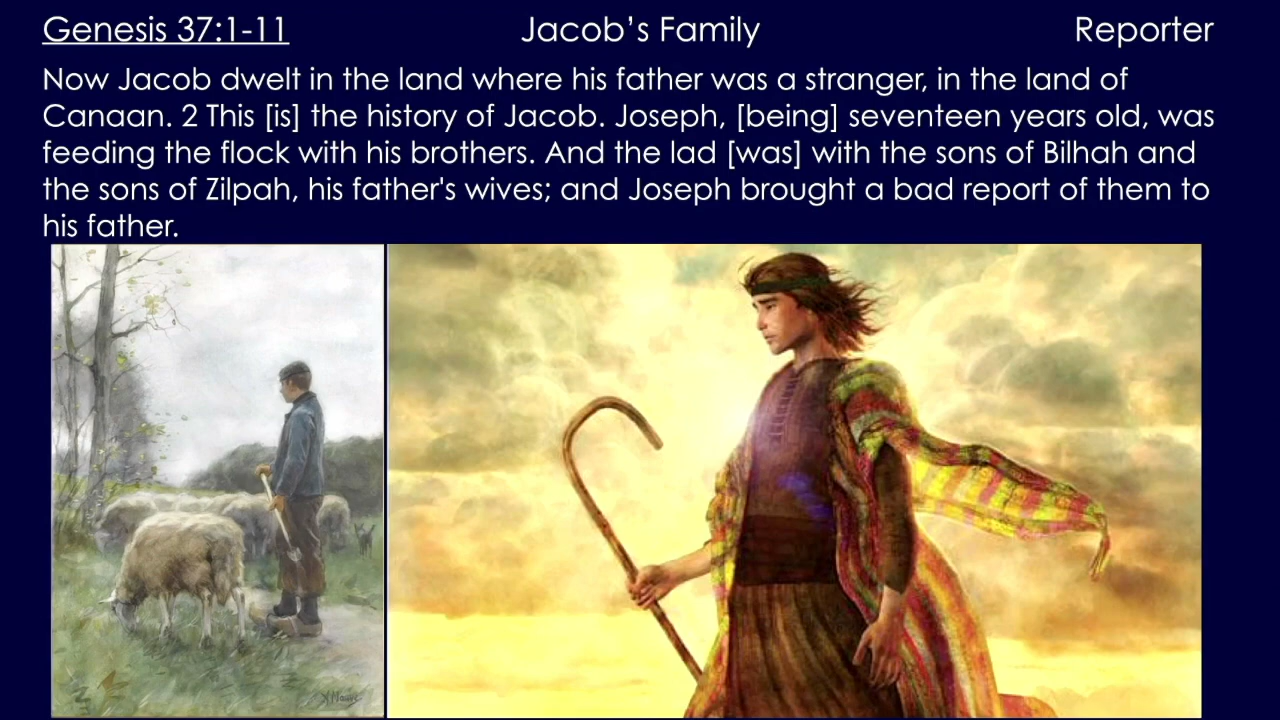 Genesis 37:1-11 Jacob’s Family Reporter
Now Jacob dwelt in the land where his father was a stranger, in the land of
Canaan. 2 This [is] the history of Jacob. Joseph, [being] seventeen years old, was
feeding the flock with his brothers. And the lad [was] with the sons of Bilhah and
the sons of Zilpah, his father's wives; and Joseph brought a bad report of them to
his father.